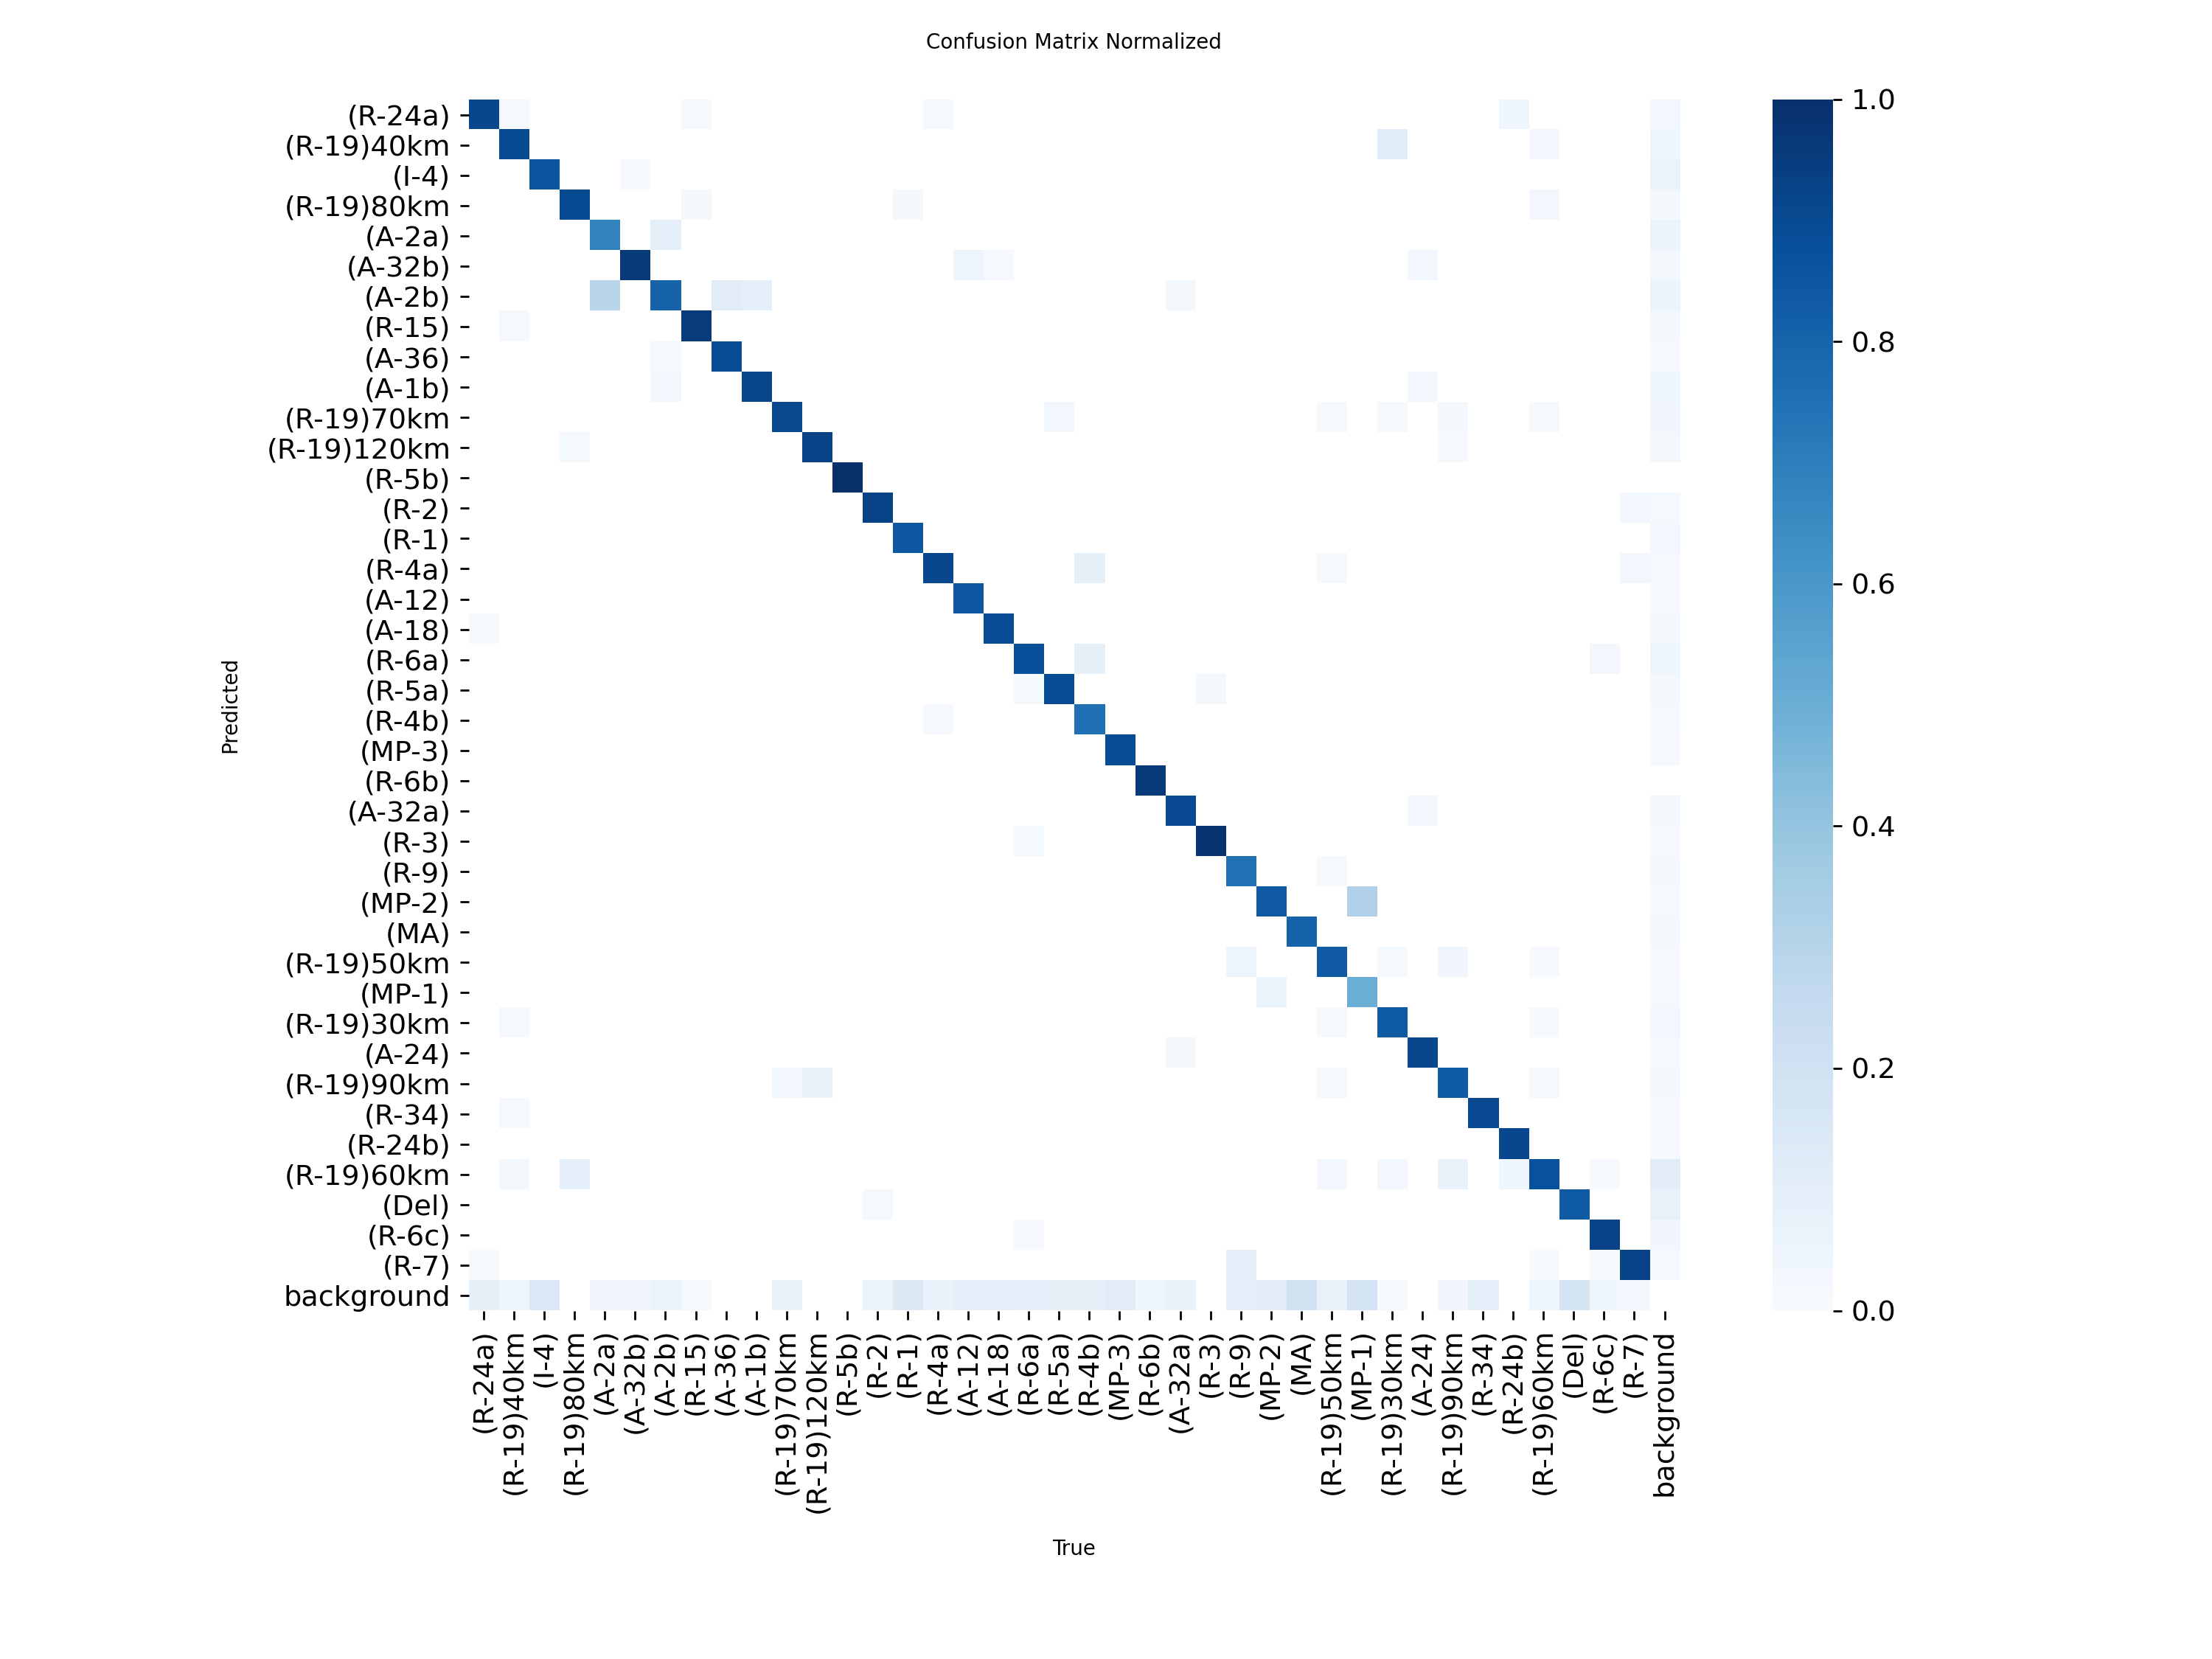 Confusion Matrix Normalized
(R-24a)
(R-19)40km
(I-4)
(R-19)80km
(A-2a)
(A-32b)
(A-2b)
(R-15)
(A-36)
(A-1b)
(R-19)70km
(R-19)120km
(R-5b)
(R-2)
(R-1)
(R-4a)
(A-12)
(A-18)
(R-6a)
(R-5a)
(R-4b)
(MP-3)
(R-6b)
(A-32a)
(R-3)
(R-9)
(MP-2)
(MA)
(R-19)50km
(MP-1)
(R-19)30km
(A-24)
(R-19)90km
(R-34)
(R-24b)
(R-19)60km
(Del)
(R-6c)
(R-7)
background
Predicted
(R-24a)
(R-19)40km
(I-4)
(R-19)80km
(A-2a)
(A-32b)
(A-2b)
(R-15)
(A-36)
(A-1b)
(R-19)70km
(R-19)120km
(R-5b)
(R-2)
(R-1)
(R-4a)
(A-12)
(A-18)
(R-6a)
(R-5a)
(R-4b)
(MP-3)
(R-6b)
(A-32a)
(R-3)
(R-9)
(MP-2)
(MA)
(R-19)50km
(MP-1)
(R-19)30km
(A-24)
(R-19)90km
(R-34)
(R-24b)
(R-19)60km
(Del)
(R-6c)
(R-7)
background
True
1.0
0.8
0.6
0.4
0.2
0.0